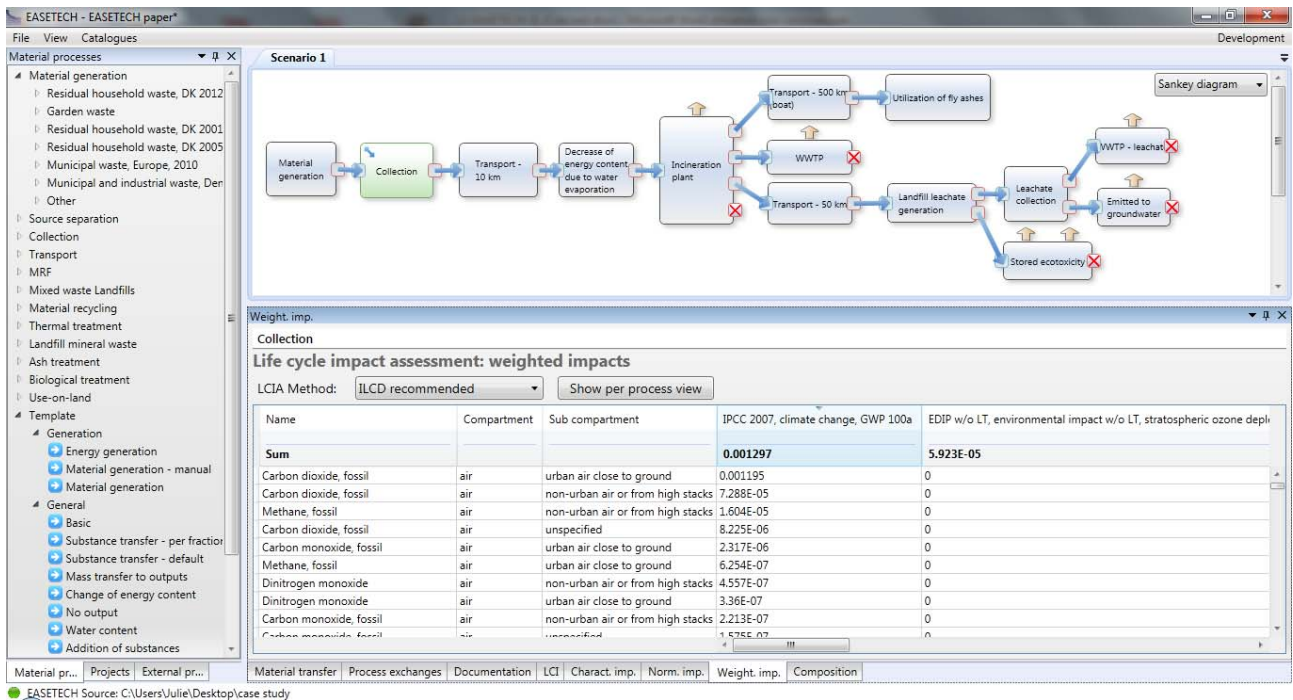 EASETECH - EASETECH paper*
File View Catalogues
Development
Material processes
Material generation
Residual household waste, DK 2012
Garden waste
Residual household waste, DK 2001
Residual household waste, DK 2005
Municipal waste, Europe, 2010
Municipal and industrial waste, Der
Other
Source separation
Collection
Transport
MRF
Mixed waste Landfills
Material recycling
Thermal treatment
Landfill mineral waste
Ash treatment
Biological treatment
Use-on-land
Template
Generation
Energy generation
Material generation - manual
Material generation
General
Basic
Substance transfer - per fraction
Substance transfer - default
Mass transfer to outputs
Change of energy content
No output
Water content
Addition of substances
Material pr... Projects External pr...
Scenario 1
Sankey diagram
Material
generation
Collection
Transport -
10 km
Decrease of
energy content
due to water
evaporation
Incineration
plant
Transport - 500 km
(boat)
Utilization of fly ashes
WWTP
Transport - 50 km
Landfill leachate
generation
Leachate
collection
WWTP - leachat
Emitted to
groundwater
Stored ecotoxicity
Weight. imp.
Collection
Life cycle impact assessment: weighted impacts
LCIA Method: ILCD recommended Show per process view
Name Compartment Sub compartment IPCC 2007, climate change, GWP 100a EDIP w/o LT, environmental impact w/o LT, stratospheric ozone deple
Sum 0.001297 5.923E-05
Carbon dioxide, fossil air urban air close to ground 0.001195 0
Carbon dioxide, fossil air non-urban air or from high stacks 7.288E-05 0
Methane, fossil air non-urban air or from high stacks 1.604E-05 0
Carbon dioxide, fossil air unspecified 8.225E-06 0
Carbon monoxide, fossil air urban air close to ground 2.317E-06 0
Methane, fossil air urban air close to ground 6.254E-07 0
Dinitrogen monoxide air non-urban air or from high stacks 4.557E-07 0
Dinitrogen monoxide air urban air close to ground 3.36E-07 0
Carbon monoxide, fossil air non-urban air or from high stacks 2.213E-07 0
Carbon monoxide, fossil air unspecified 1.575E-07 0
Material transfer Process exchanges Documentation LCI Charact. imp. Norm. imp. Weight. imp. Composition
EASETECH Source: C:\Users\Julie\Desktop\case study